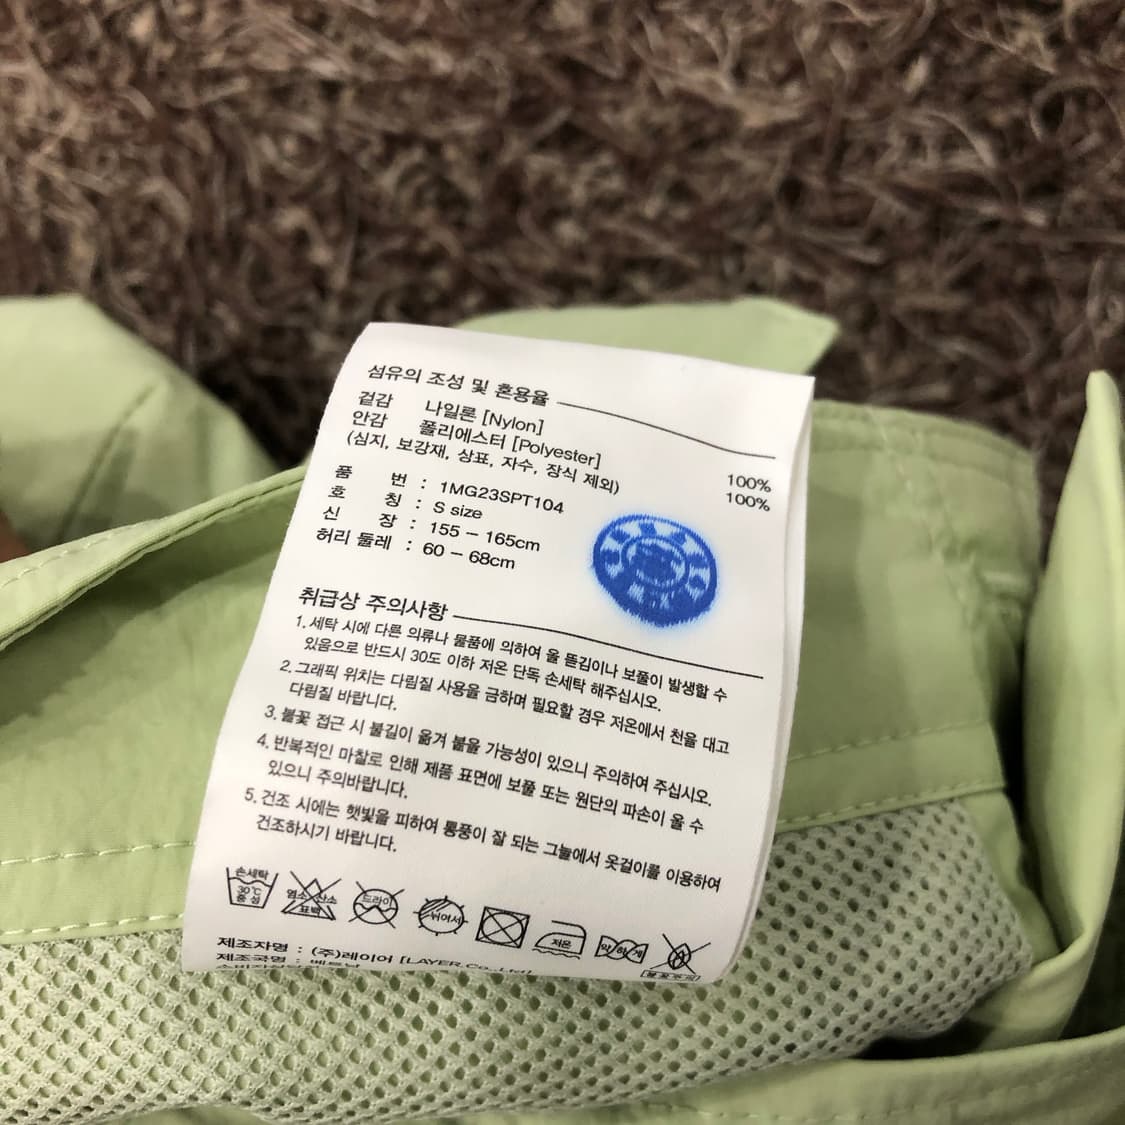 섬유의 조성 및 혼용율
겉감 나일론 [Nylon] 100%
안감 폴리에스터 [Polyester] 100%
(심지, 보강재, 상표, 자수, 장식 제외)
품 번 : 1MG23SPT104
호 칭 : S size
신 장 : 155 - 165cm
허리 둘레 : 60 - 68cm
취급상 주의사항
1. 세탁 시에 다른 의류나 물품에 의하여 올 뜯김이나 보풀이 발생할 수
있음으로 반드시 30도 이하 저온 단독 손세탁 해주십시오.
2. 그래픽 위치는 다림질 사용을 금하며 필요할 경우 저온에서 천을 대고
다림질 바랍니다.
3. 불꽃 접근 시 불길이 옮겨 붙을 가능성이 있으니 주의하여 주십시오.
4. 반복적인 마찰로 인해 제품 표면에 보풀 또는 원단의 파손이 올 수
있으니 주의바랍니다.
5. 건조 시에는 햇빛을 피하여 통풍이 잘 되는 그늘에서 옷걸이를 이용하여
건조하시기 바랍니다.
손세탁 30℃ 중성 염소 산소 표백 드라이 뉘어서 저온 약하게
제조자명 : (주)레이어 [LAYER Co., Ltd]
제조국명 : 베트남